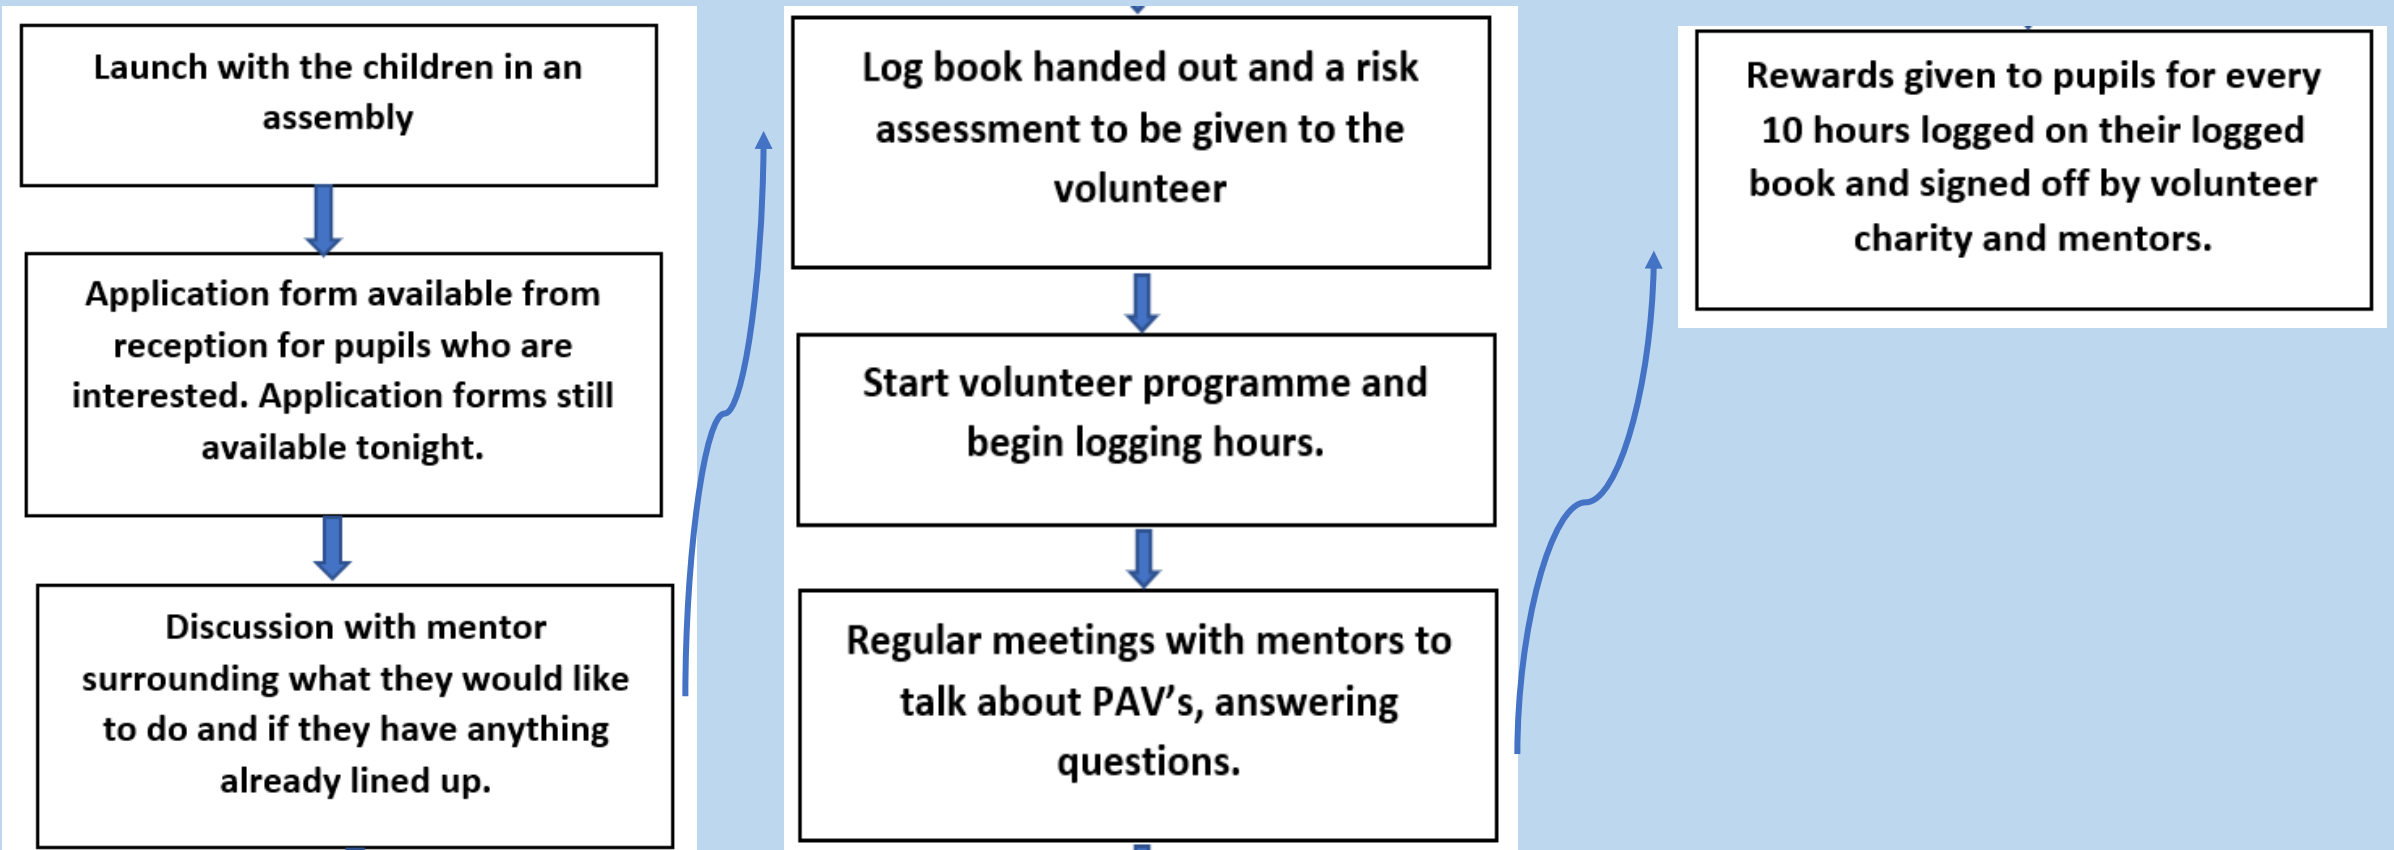 Launch with the children in an
assembly
Application form available from
reception for pupils who are
interested. Application forms still
available tonight.
Discussion with mentor
surrounding what they would like
to do and if they have anything
already lined up.
Log book handed out and a risk
assessment to be given to the
volunteer
Start volunteer programme and
begin logging hours.
Regular meetings with mentors to
talk about PAV’s, answering
questions.
Rewards given to pupils for every
10 hours logged on their logged
book and signed off by volunteer
charity and mentors.